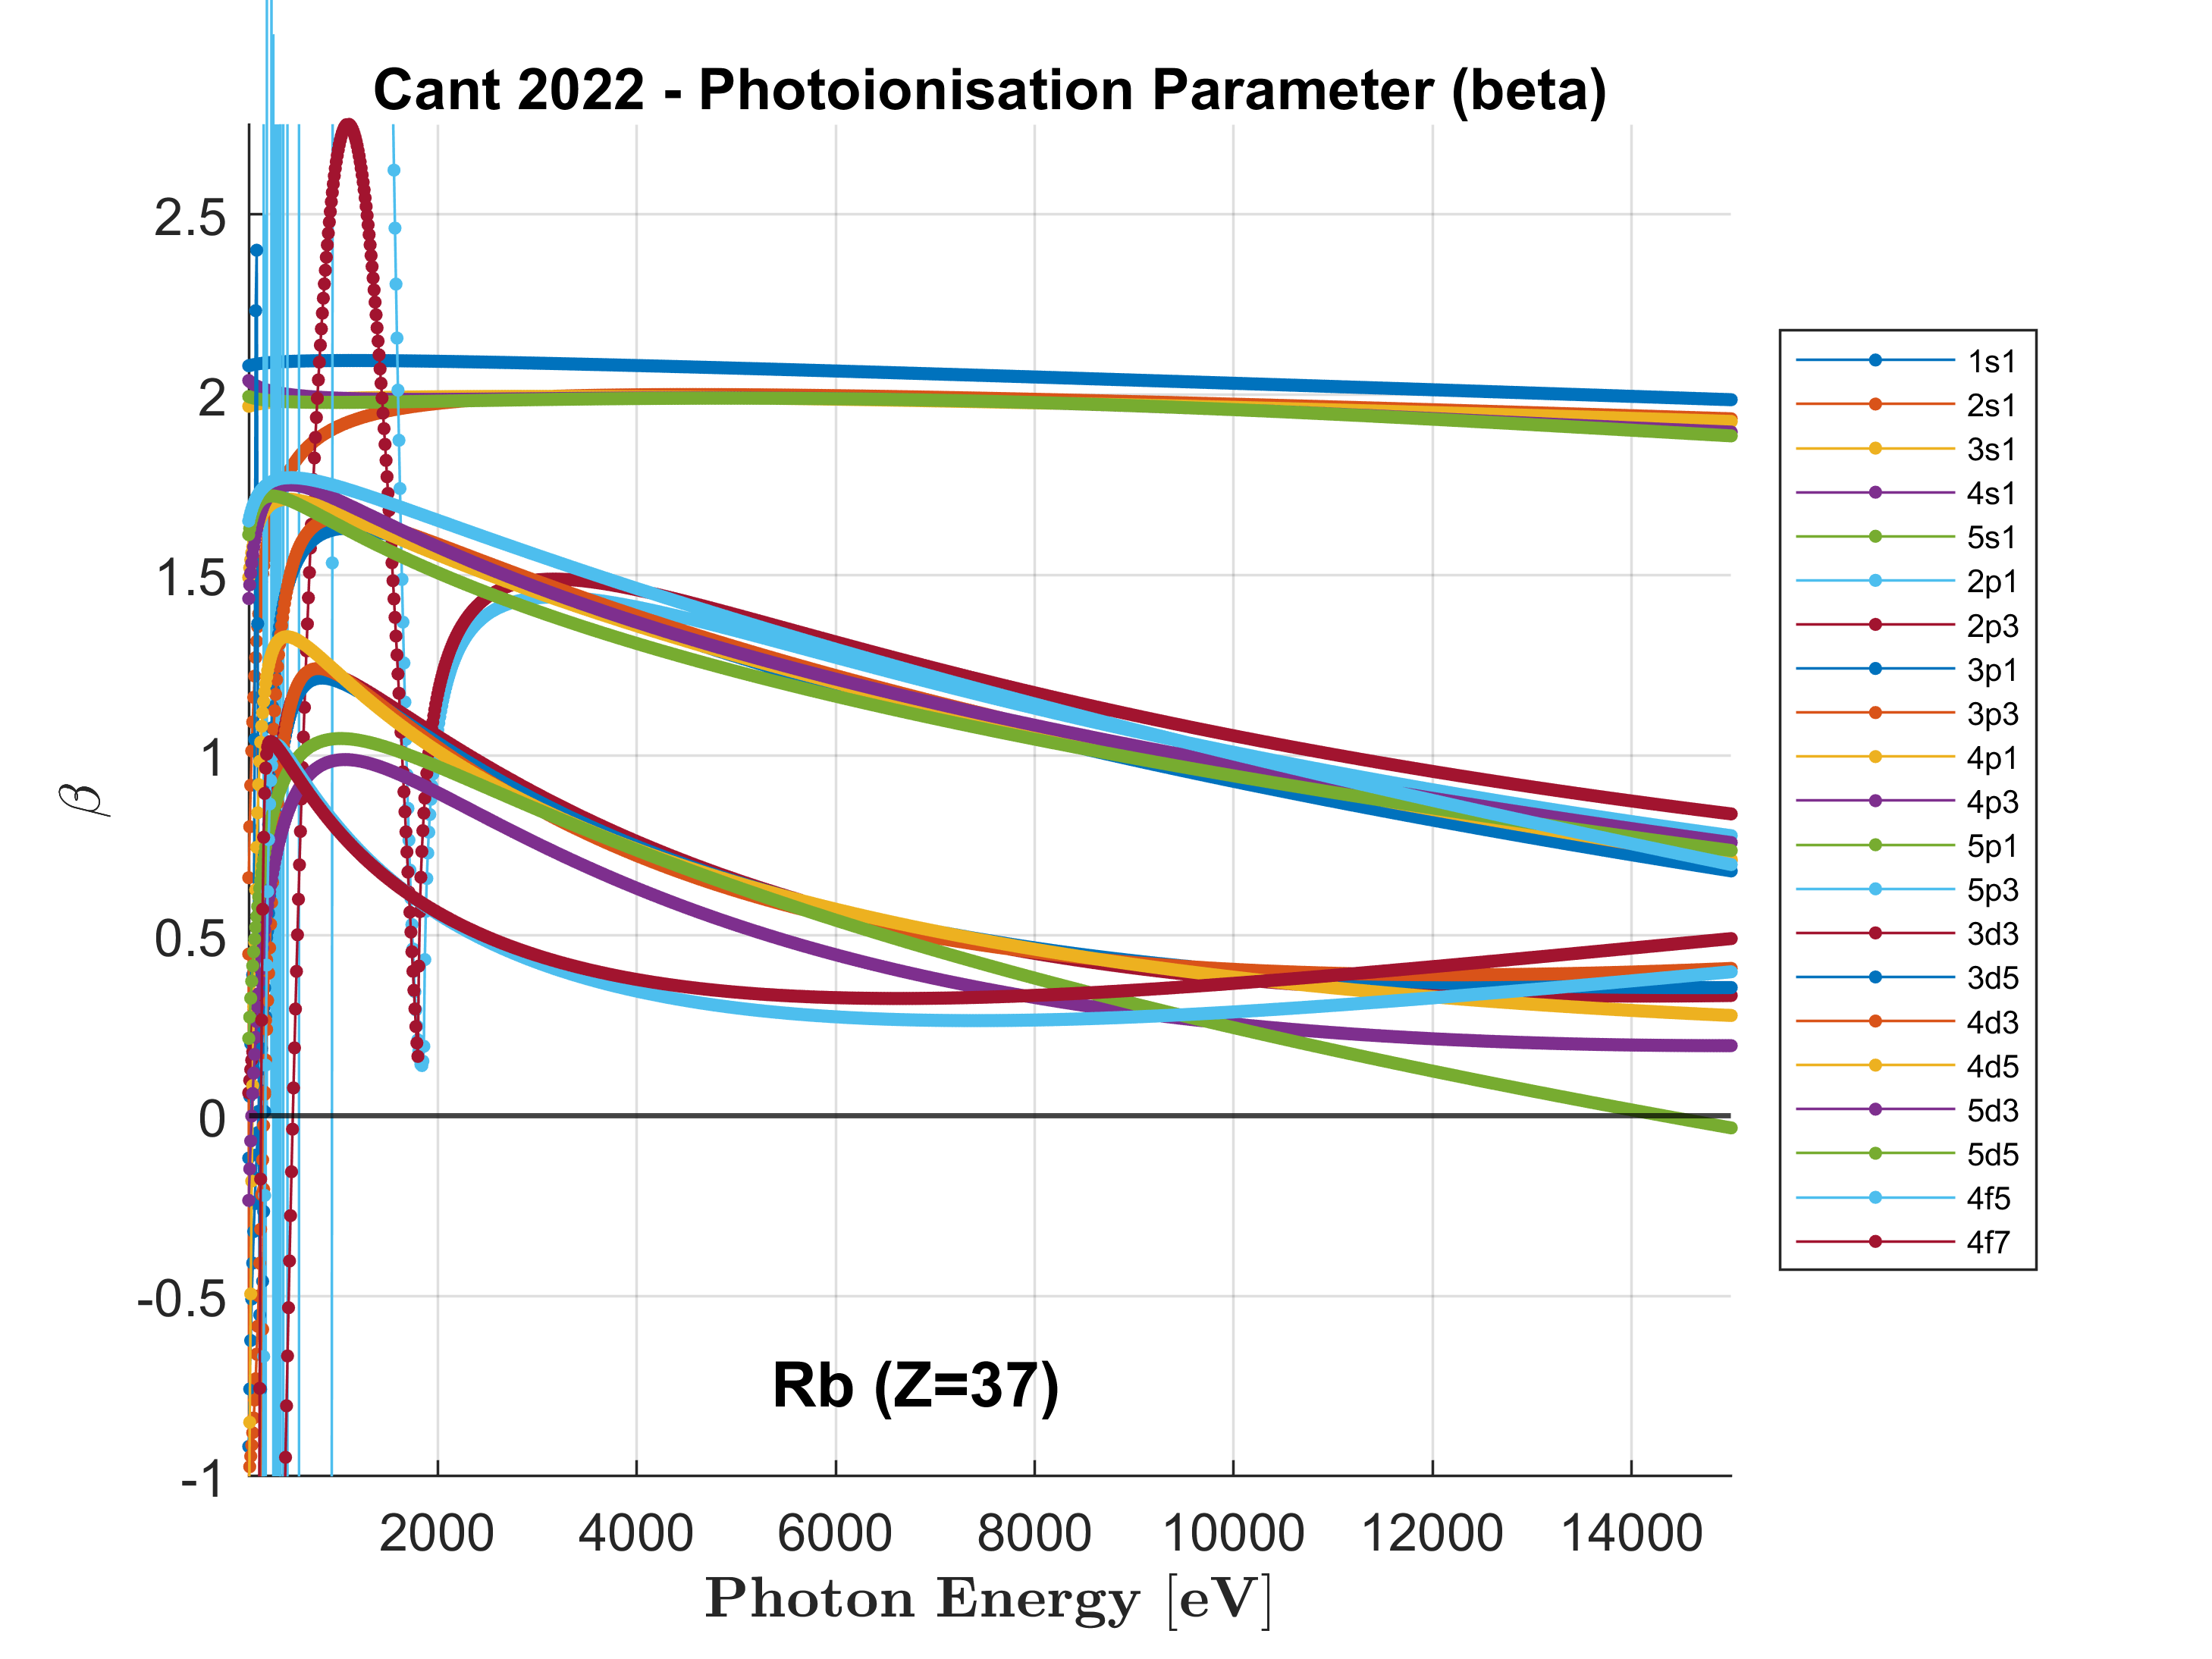 Cant 2022 - Photoionisation Parameter (beta)
2.5
2
1.5
1
0.5
0
-0.5
-1
β
Rb (Z=37)
2000 4000 6000 8000 10000 12000 14000
Photon Energy [eV]
1s1
2s1
3s1
4s1
5s1
2p1
2p3
3p1
3p3
4p1
4p3
5p1
5p3
3d3
3d5
4d3
4d5
5d3
5d5
4f5
4f7